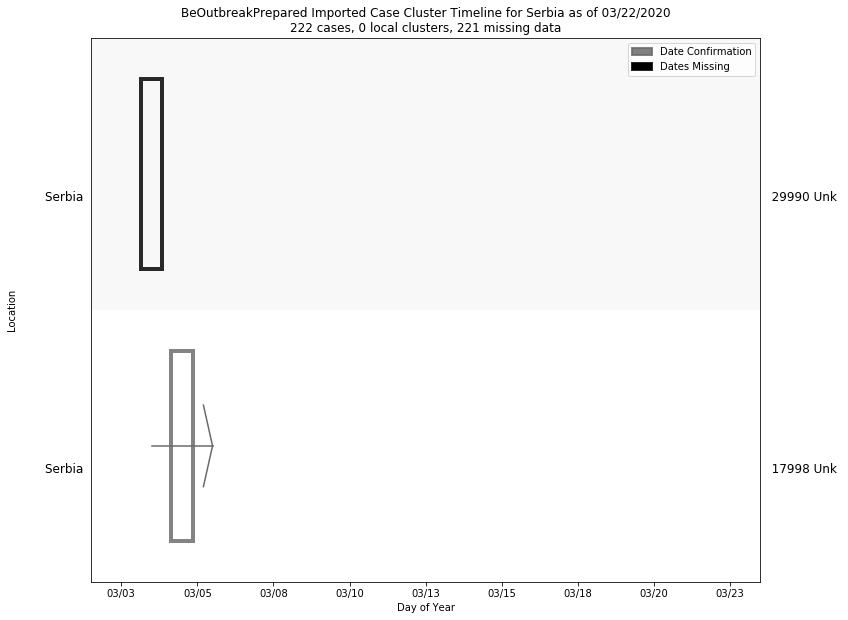 BeOutbreakPrepared Imported Case Cluster Timeline for Serbia as of 03/22/2020
222 cases, 0 local clusters, 221 missing data
Date Confirmation
Dates Missing
Serbia
29990 Unk
Location
Serbia
17998 Unk
03/03 03/05 03/08 03/10 03/13 03/15 03/18 03/20 03/23
Day of Year